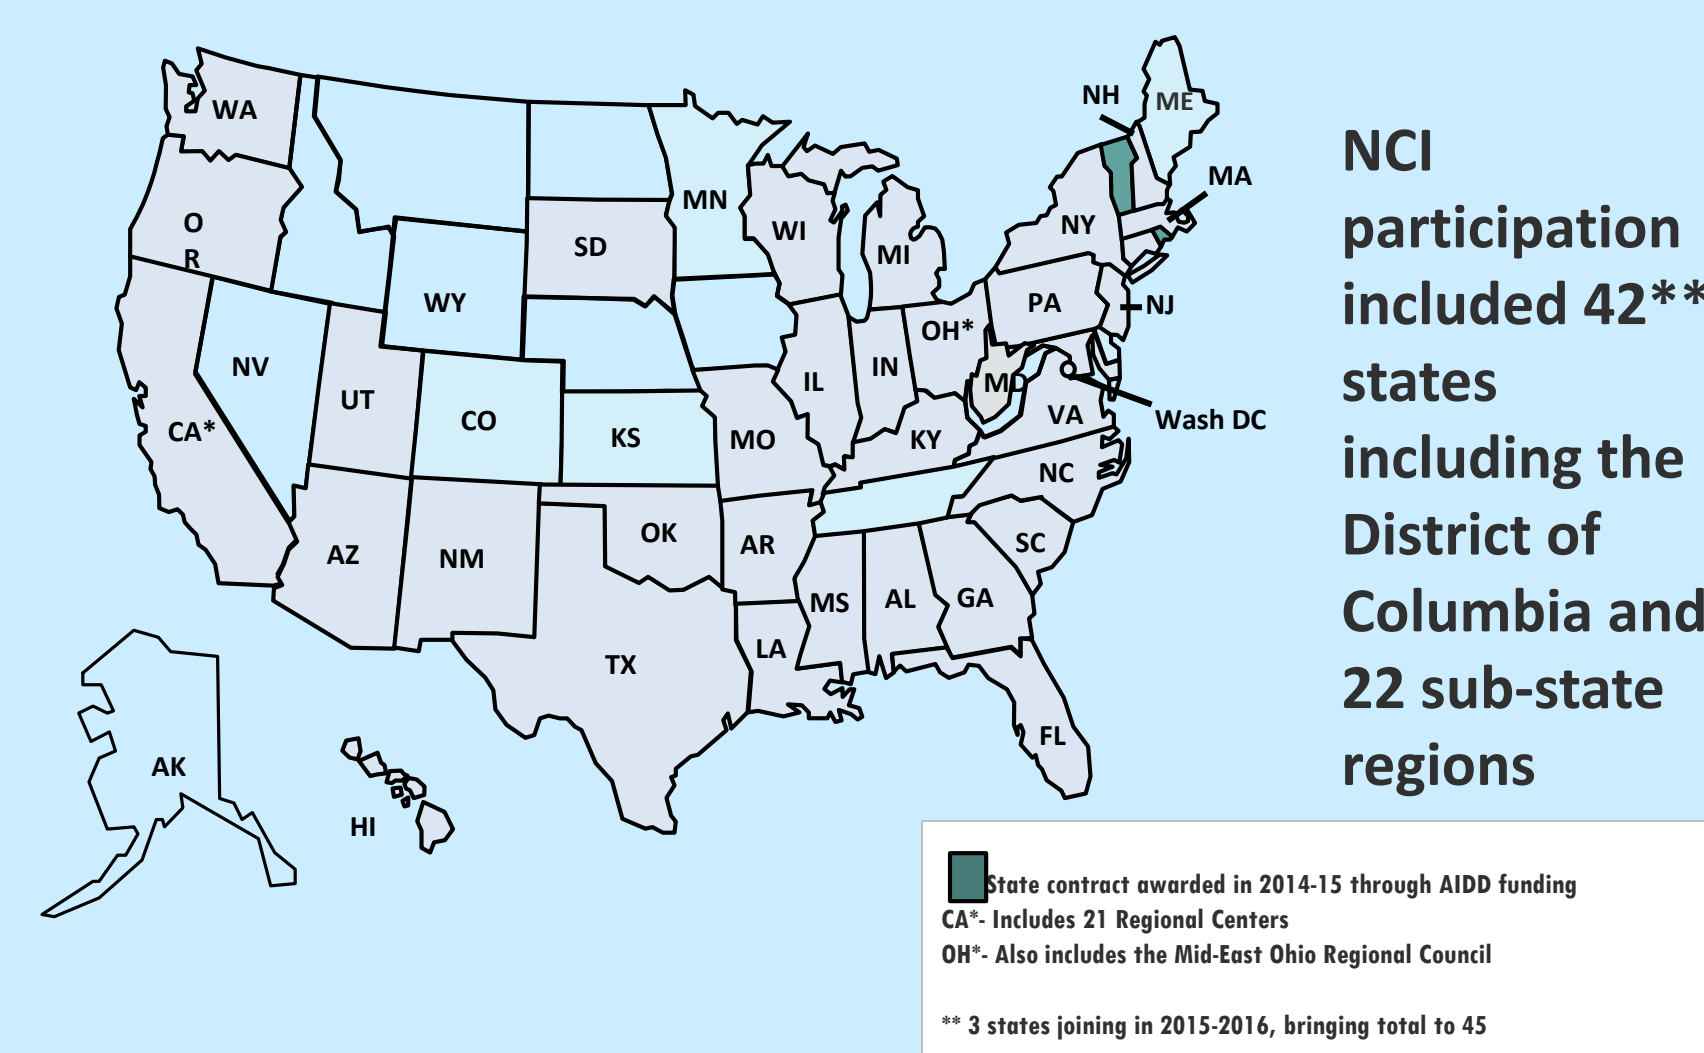 NH
ME
WA
MA
MN
NY
O
R
WI
SD
MI
WY
PA
NJ
OH*
NV
IN
UT
IL
MD
CO
VA
Wash DC
CA*
KS
MO
KY
NC
OK
AR
SC
AZ
NM
MS
AL
GA
LA
TX
FL
AK
HI
NCI
participation
included 42**
states
including the
District of
Columbia and
22 sub-state
regions
State contract awarded in 2014-15 through AIDD funding
CA*- Includes 21 Regional Centers
OH*- Also includes the Mid-East Ohio Regional Council
** 3 states joining in 2015-2016, bringing total to 45